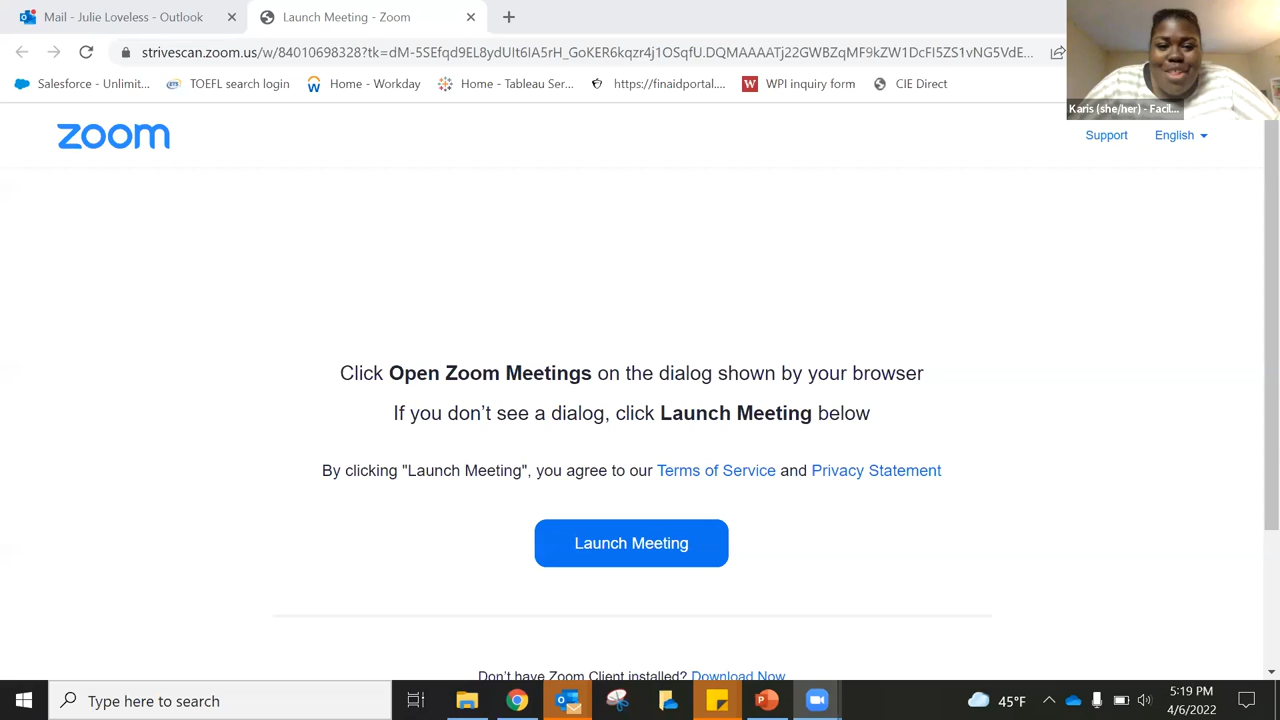 Mail - Julie Loveless - Outlook
Launch Meeting - Zoom
strivescan.zoom.us/w/84010698328?tk=dM-5SEfqd9EL8ydUIt6IA5rH_GoKER6kqzr4j1OSqfU.DQMAAAATj22GWBZqMF9kZW1DcFI5ZS1vNG5VdE...
Salesforce - Unlimit...
TOEFL search login
Home - Workday
Home - Tableau Ser...
https://finaidportal....
WPI inquiry form
CIE Direct
Karis (she/her) - Facil...
zoom
Support
English
Click Open Zoom Meetings on the dialog shown by your browser
If you don't see a dialog, click Launch Meeting below
By clicking "Launch Meeting", you agree to our Terms of Service and Privacy Statement
Launch Meeting
Don't have Zoom Client installed? Download Now
Type here to search
45°F
5:19 PM
4/6/2022